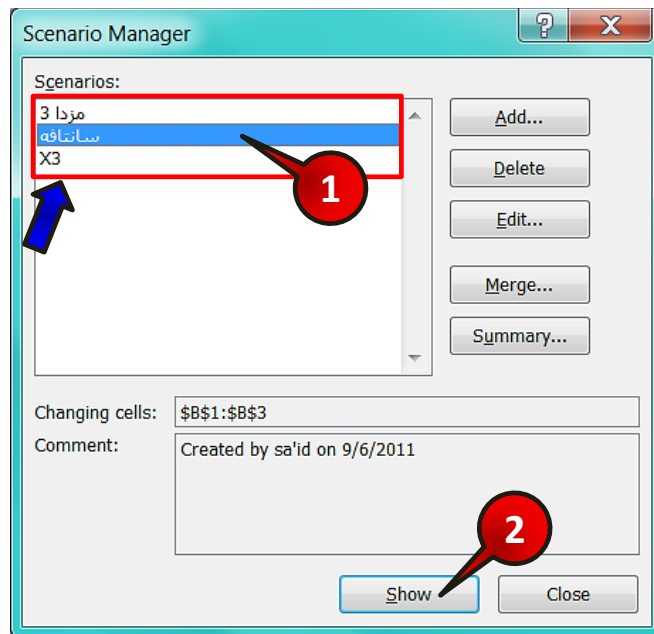 Scenario Manager
Scenarios:
مزدا 3
سانتافه
X3
1
Add...
Delete
Edit...
Merge...
Summary...
Changing cells: $B$1:$B$3
Comment: Created by sa'id on 9/6/2011
2
Show Close